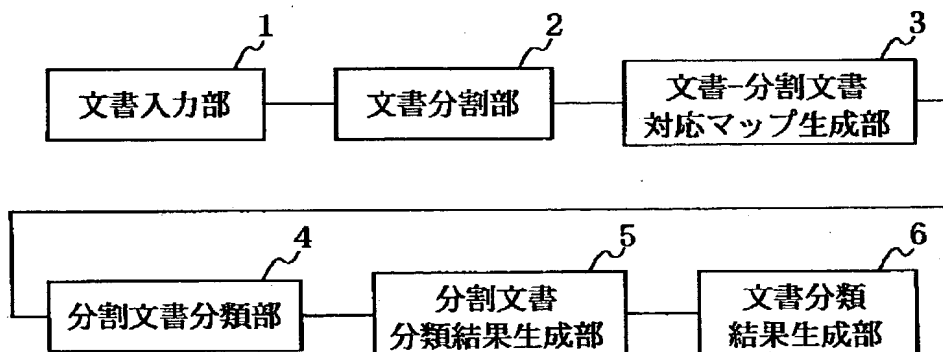 1
文書入力部
2
文書分割部
3
文書-分割文書
対応マップ生成部
4
分割文書分類部
5
分割文書
分類結果生成部
6
文書分類
結果生成部